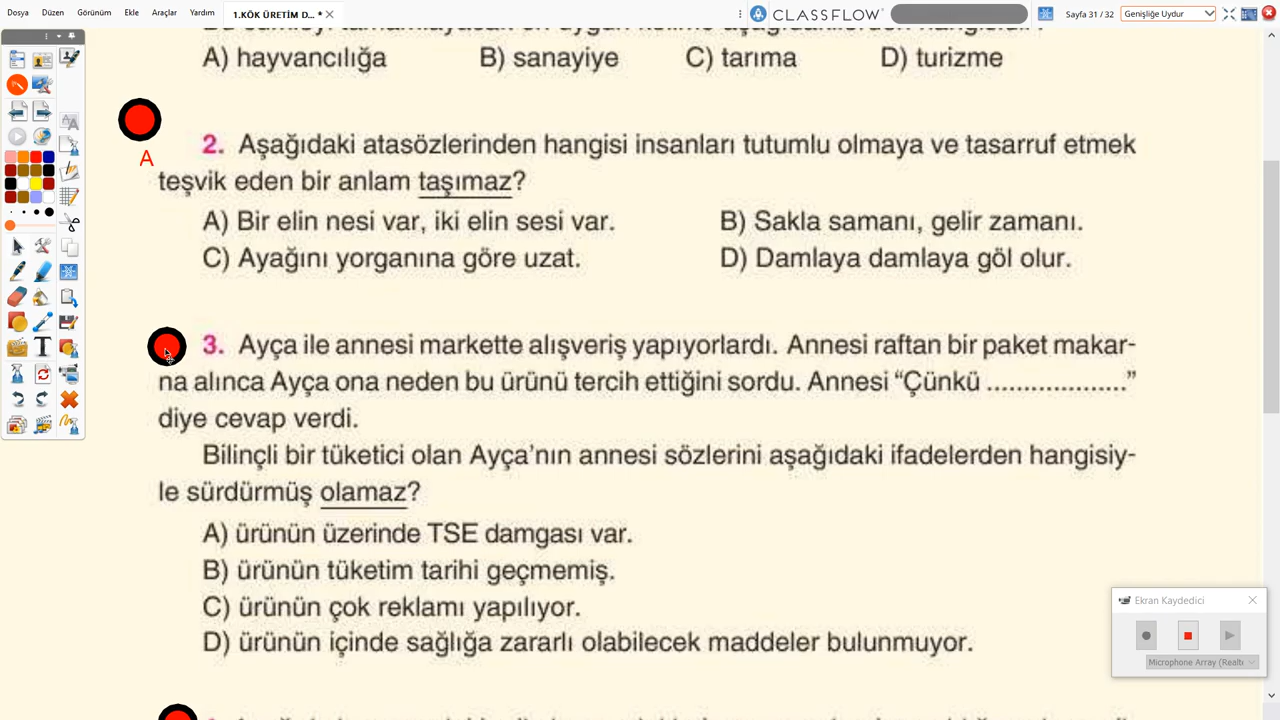 Dosya Düzen Görünüm Ekle Araçlar Yardım 1.KÖK ÜRETİM D... * CLASSFLOW Sayfa 31 / 32 Genişliğe Uydur
A) hayvancılığa B) sanayiye C) tarıma D) turizme
A
2. Aşağıdaki atasözlerinden hangisi insanları tutumlu olmaya ve tasarruf etmek
teşvik eden bir anlam taşımaz?
A) Bir elin nesi var, iki elin sesi var. B) Sakla samanı, gelir zamanı.
C) Ayağını yorganına göre uzat. D) Damlaya damlaya göl olur.
3. Ayça ile annesi markette alışveriş yapıyorlardı. Annesi raftan bir paket makar-
na alınca Ayça ona neden bu ürünü tercih ettiğini sordu. Annesi “Çünkü ...................”
diye cevap verdi.
Bilinçli bir tüketici olan Ayça’nın annesi sözlerini aşağıdaki ifadelerden hangisiy-
le sürdürmüş olamaz?
A) ürünün üzerinde TSE damgası var.
B) ürünün tüketim tarihi geçmemiş.
C) ürünün çok reklamı yapılıyor.
D) ürünün içinde sağlığa zararlı olabilecek maddeler bulunmuyor.
Ekran Kaydedici
Microphone Array (Realt